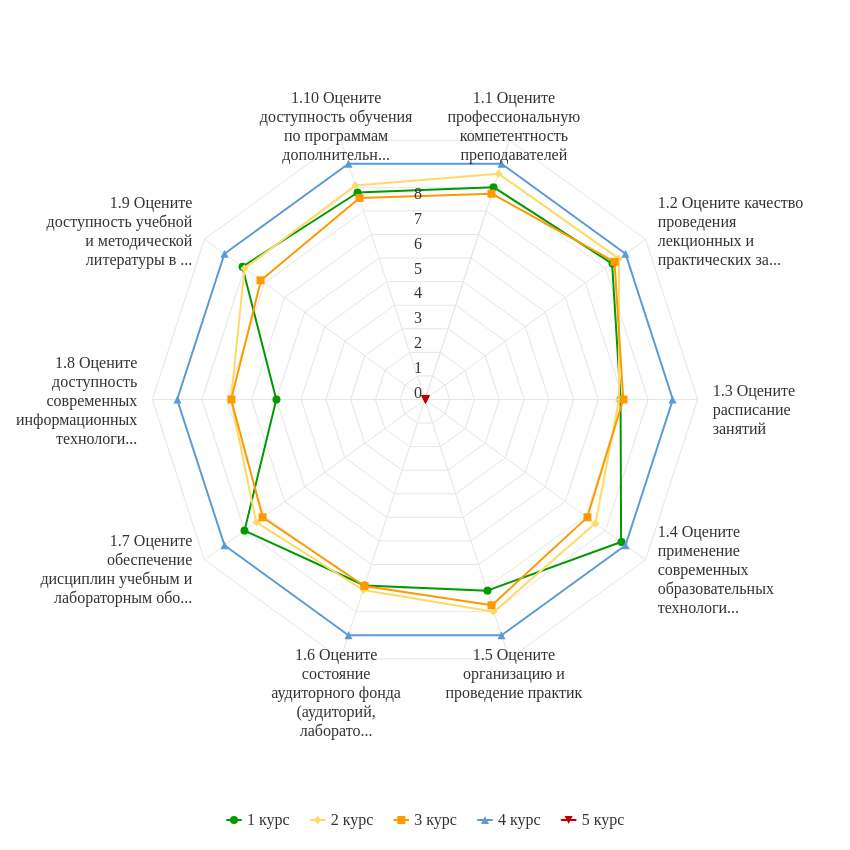 1.10 Оцените
доступность обучения
по программам
дополнительн...
1.1 Оцените
профессиональную
компетентность
преподавателей
1.2 Оцените качество
проведения
лекционных и
практических за...
1.3 Оцените
расписание
занятий
1.4 Оцените
применение
современных
образовательных
технологи...
1.5 Оцените
организацию и
проведение практик
1.6 Оцените
состояние
аудиторного фонда
(аудиторий,
лаборато...
1.7 Оцените
обеспечение
дисциплин учебным и
лабораторным обо...
1.8 Оцените
доступность
современных
информационных
технологи...
1.9 Оцените
доступность учебной
и методической
литературы в ...
8
7
6
5
4
3
2
1
0
1 курс
2 курс
3 курс
4 курс
5 курс